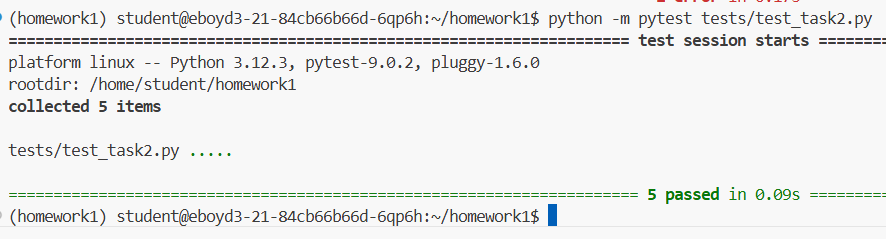 (homework1) student@eboyd3-21-84cb66b66d-6qp6h:~/homework1$ python -m pytest tests/test_task2.py
======================================================================= test session starts ========
platform linux -- Python 3.12.3, pytest-9.0.2, pluggy-1.6.0
rootdir: /home/student/homework1
collected 5 items
tests/test_task2.py .....
======================================================================== 5 passed in 0.09s =========
(homework1) student@eboyd3-21-84cb66b66d-6qp6h:~/homework1$